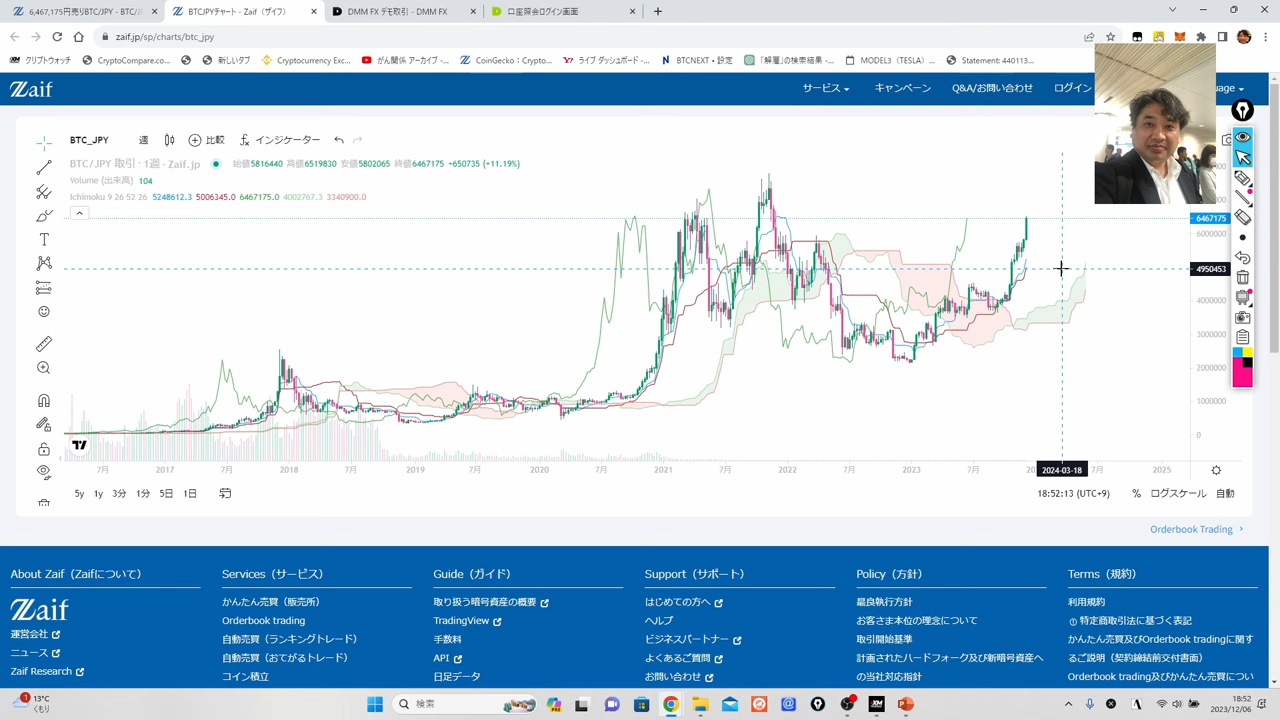 6,467,175円売りBTC/JPY - BTC/J
BTCJPYチャート - Zaif（ザイフ）
DMM FX デモ取引 - DMM FX
口座照会ログイン画面
zaif.jp/sp/charts/btc_jpy
クリプトウォッチ
CryptoCompare.co...
新しいタブ
Cryptocurrency Exc...
がん関係 アーカイブ -...
CoinGecko：Crypto...
ライブ ダッシュボード -...
BTCNEXT • 設定
「解雇」の検索結果 -...
MODEL3（TESLA）...
Statement: 440113...
Zaif
サービス
キャンペーン
Q&A/お問い合わせ
ログイン
uage
BTC_JPY
週
比較
インジケーター
BTC/JPY 取引 · 1週 · Zaif.jp
始値5816440 高値6519830 安値5802065 終値6467175 +650735 (+11.19%)
Volume (出来高) 104
Ichimoku 9 26 52 26 5248612.3 5006345.0 6467175.0 4002767.3 3340900.0
6467175
6000000
4950453
4000000
3000000
2000000
1000000
0
7月 2017 7月 2018 7月 2019 7月 2020 7月 2021 7月 2022 7月 2023 7月 2024-03-18 7月 2025
5y 1y 3分 1分 5日 1日
18:52:13 (UTC+9)
%
ログスケール
自動
Orderbook Trading
About Zaif（Zaifについて）
Zaif
運営会社
ニュース
Zaif Research
Services（サービス）
かんたん売買（販売所）
Orderbook trading
自動売買（ランキングトレード）
自動売買（おてがるトレード）
コイン積立
Guide（ガイド）
取り扱う暗号資産の概要
TradingView
手数料
API
日足データ
Support（サポート）
はじめての方へ
ヘルプ
ビジネスパートナー
よくあるご質問
お問い合わせ
Policy（方針）
最良執行方針
お客さま本位の理念について
取引開始基準
計画されたハードフォーク及び新暗号資産へ
の当社対応指針
Terms（規約）
利用規約
特定商取引法に基づく表記
かんたん売買及びOrderbook tradingに関す
るご説明（契約締結前交付書面）
Orderbook trading及びかんたん売買につい
1
13°C
くもり
検索
18:52
2023/12/06